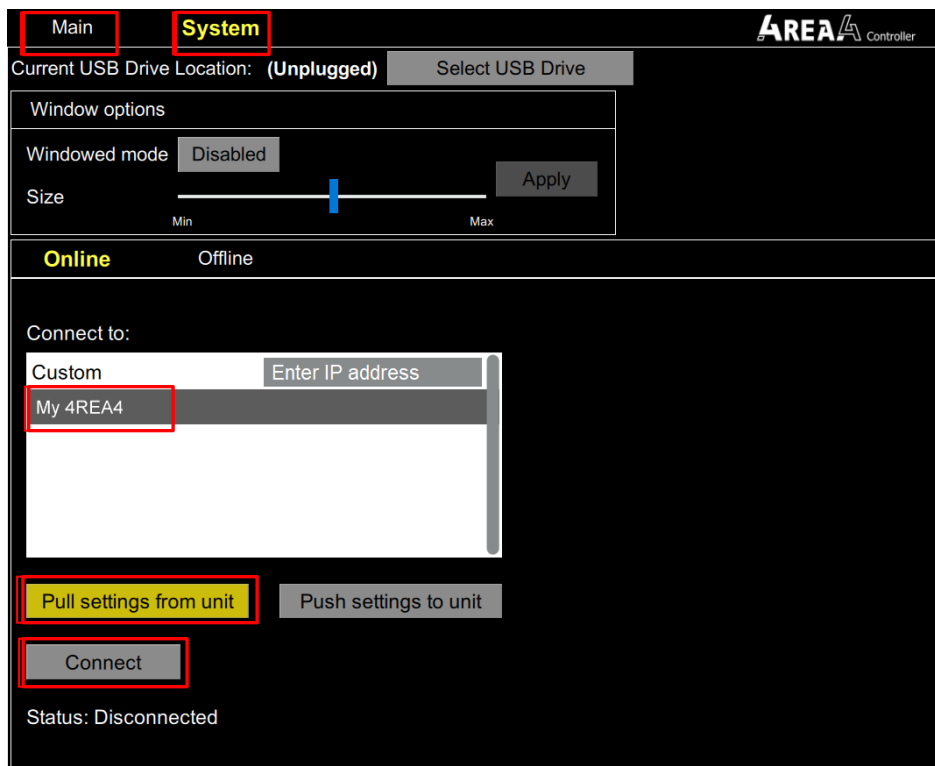 Main System 4REA4 Controller
Current USB Drive Location: (Unplugged) Select USB Drive
Window options
Windowed mode Disabled
Apply
Size
Min Max
Online Offline
Connect to:
Custom Enter IP address
My 4REA4
Pull settings from unit Push settings to unit
Connect
Status: Disconnected